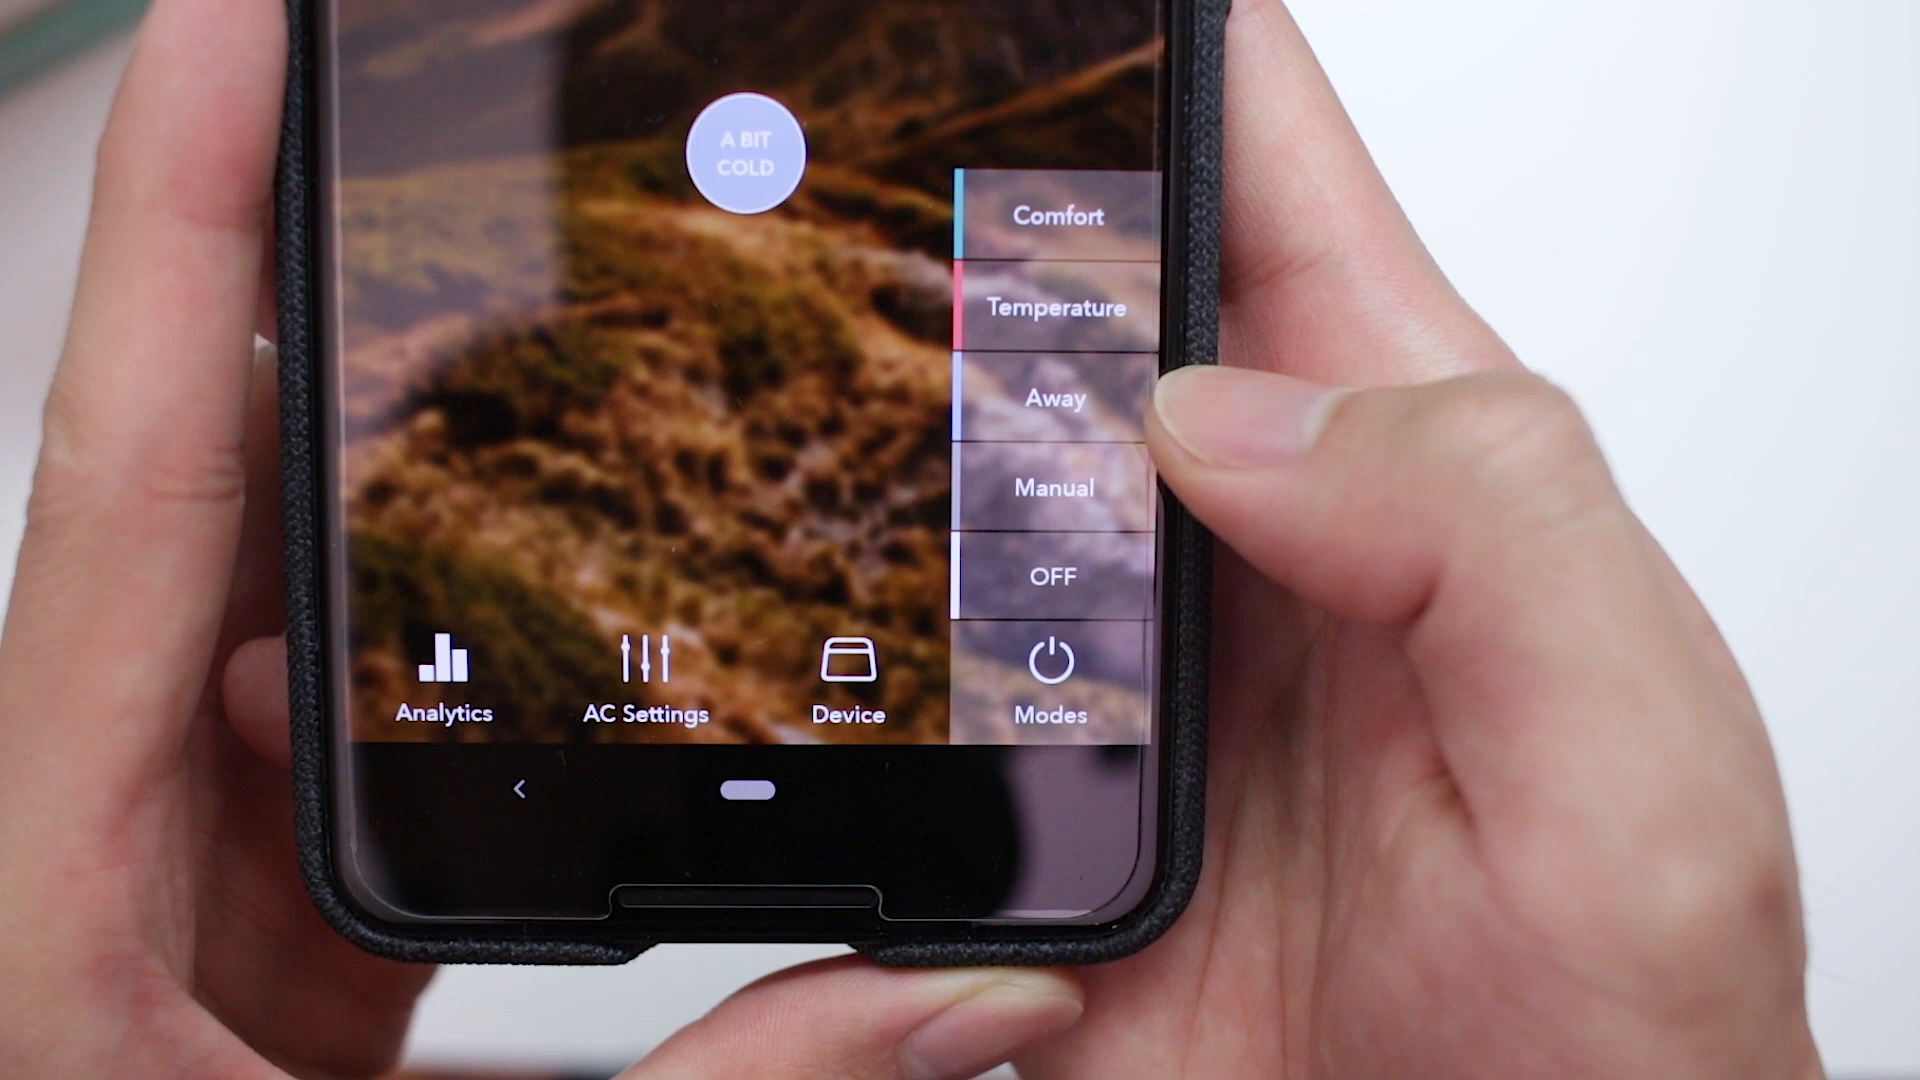 A BIT
COLD
Comfort
Temperature
Away
Manual
OFF
Analytics
AC Settings
Device
Modes